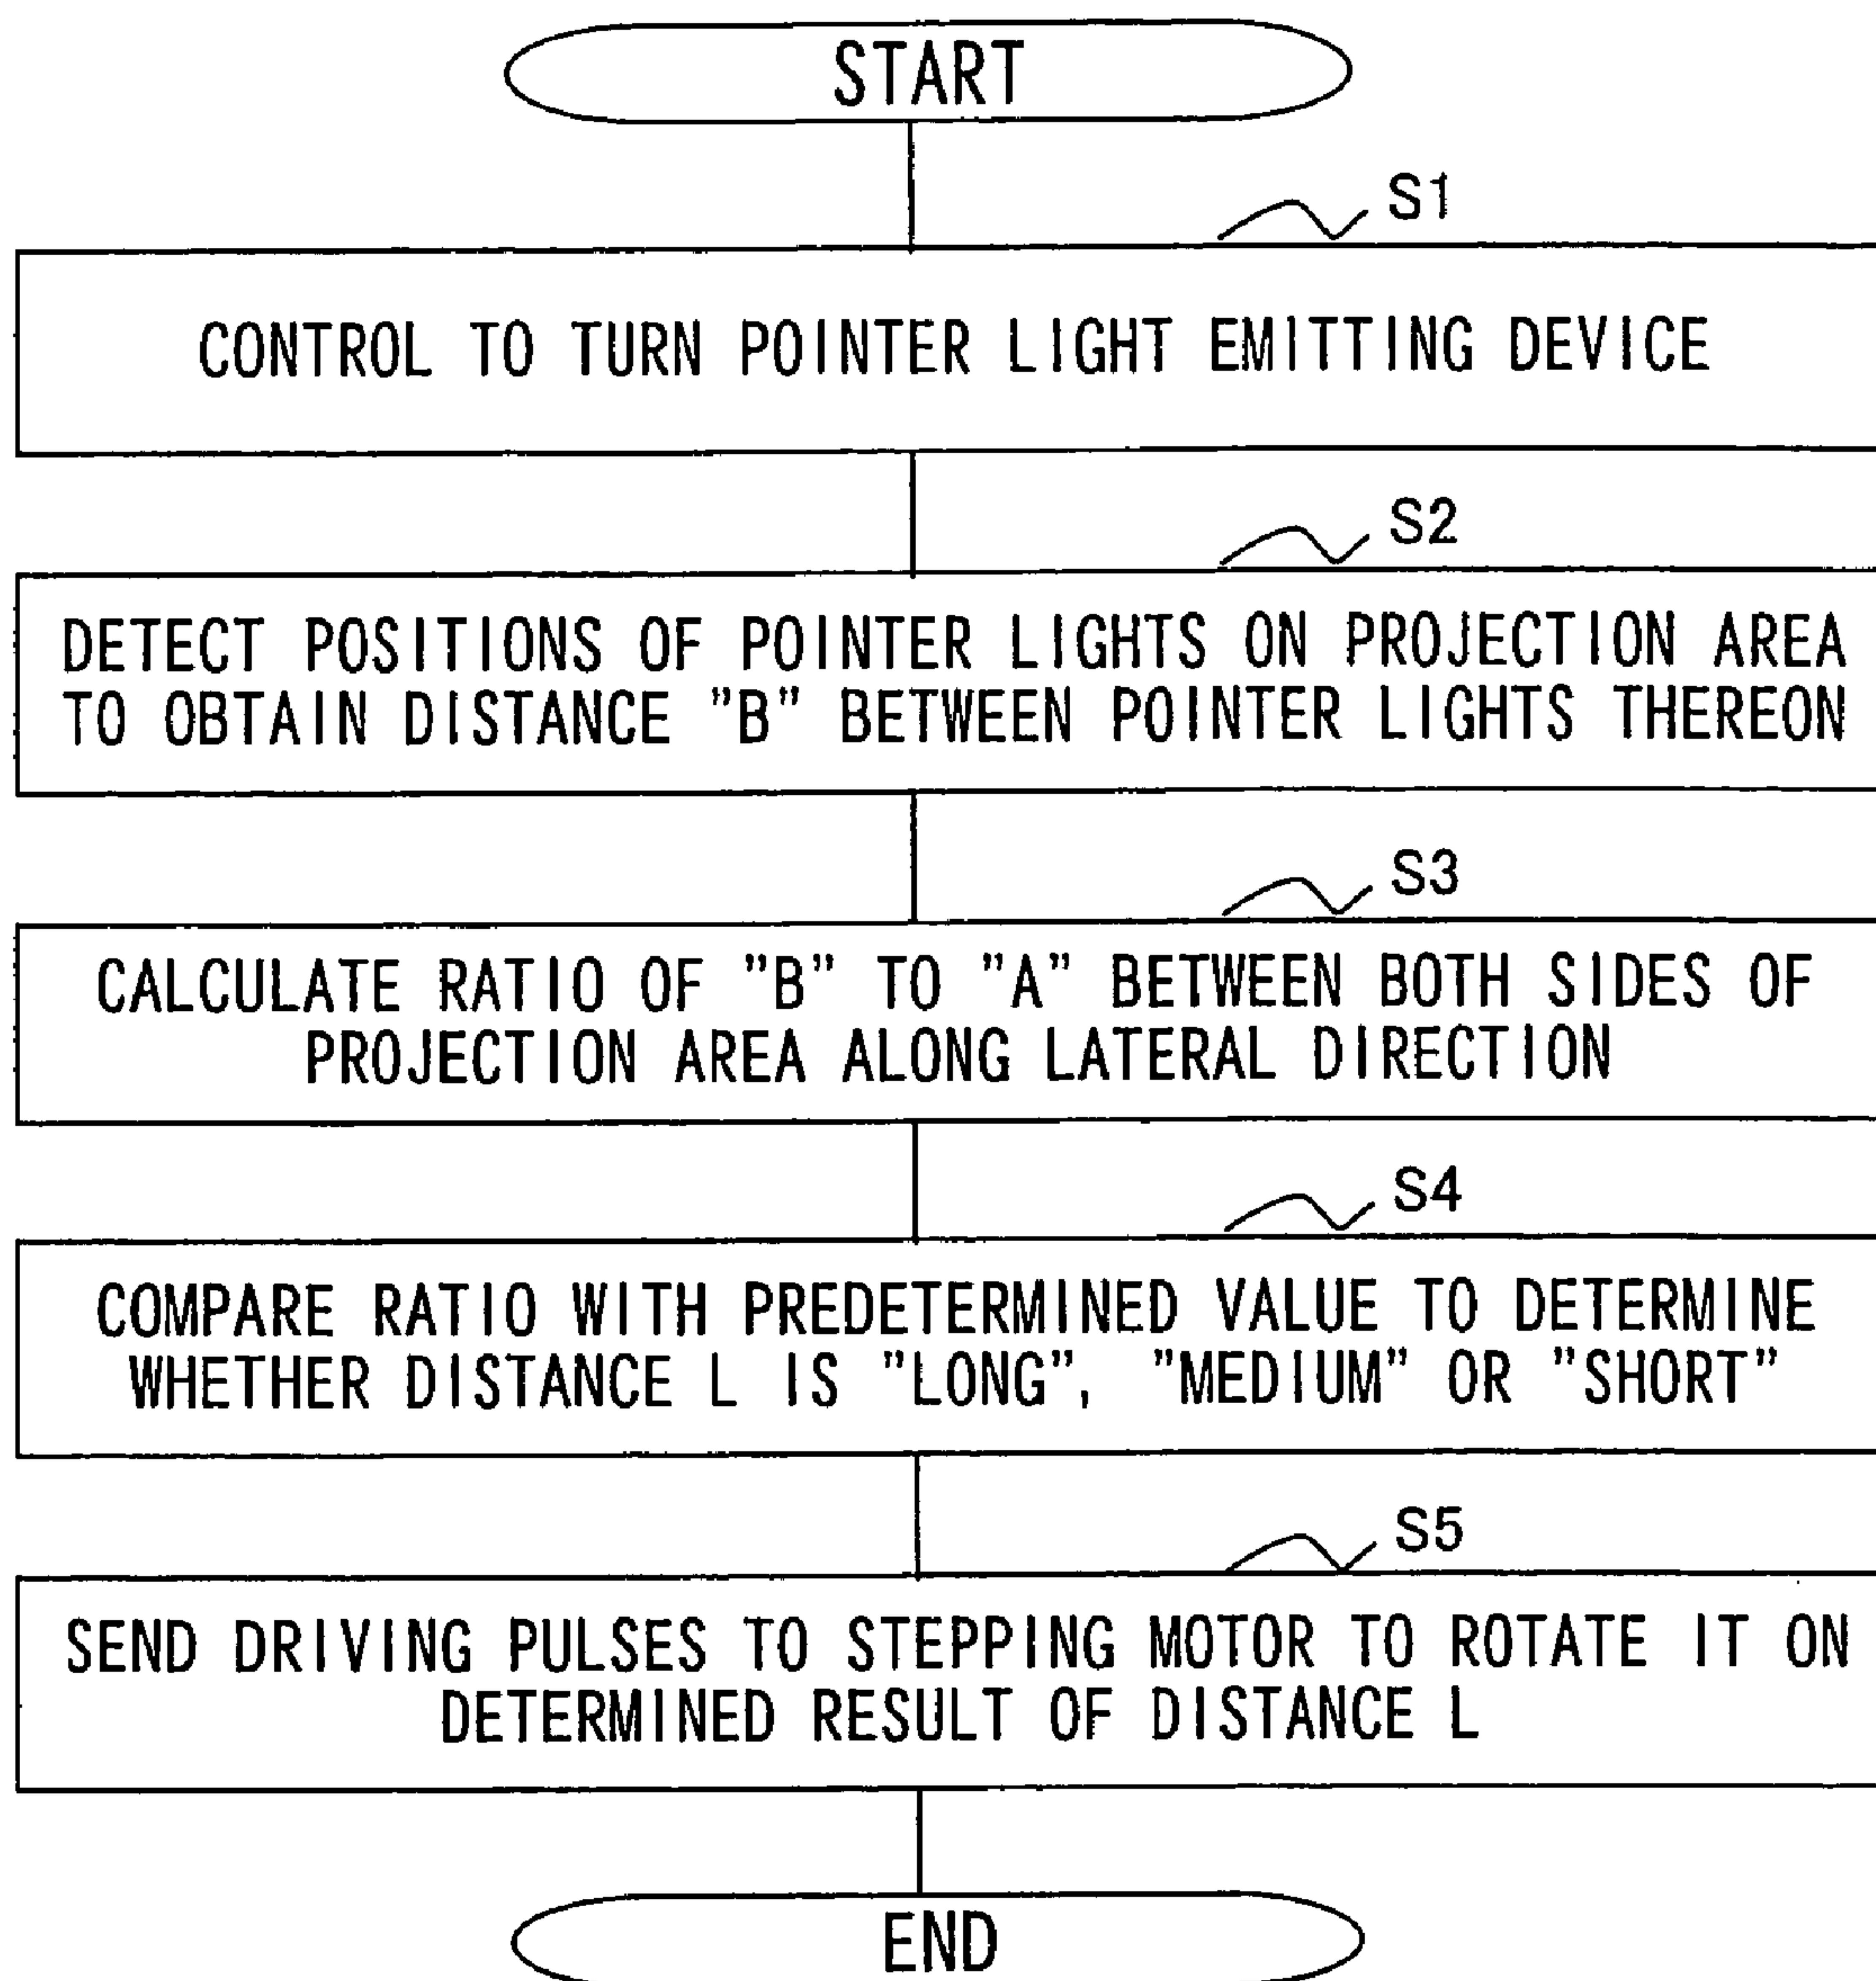 START
S1
CONTROL TO TURN POINTER LIGHT EMITTING DEVICE
S2
DETECT POSITIONS OF POINTER LIGHTS ON PROJECTION AREA
TO OBTAIN DISTANCE "B" BETWEEN POINTER LIGHTS THEREON
S3
CALCULATE RATIO OF "B" TO "A" BETWEEN BOTH SIDES OF
PROJECTION AREA ALONG LATERAL DIRECTION
S4
COMPARE RATIO WITH PREDETERMINED VALUE TO DETERMINE
WHETHER DISTANCE L IS "LONG", "MEDIUM" OR "SHORT"
S5
SEND DRIVING PULSES TO STEPPING MOTOR TO ROTATE IT ON
DETERMINED RESULT OF DISTANCE L
END